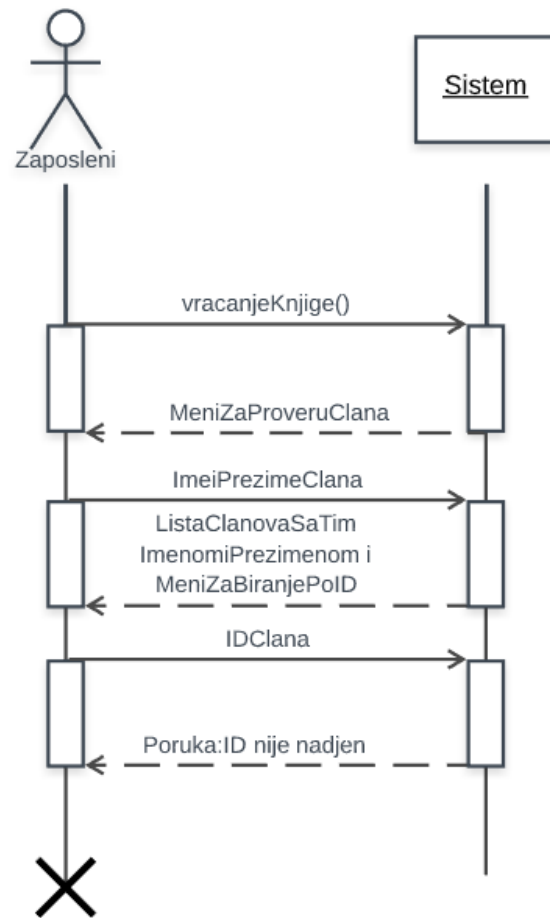 Zaposleni
Sistem
vracanjeKnjige()
MeniZaProveruClana
ImeiPrezimeClana
ListaClanovaSaTim
ImenomiPrezimenom i
MeniZaBiranjePoID
IDClana
Poruka:ID nije nadjen